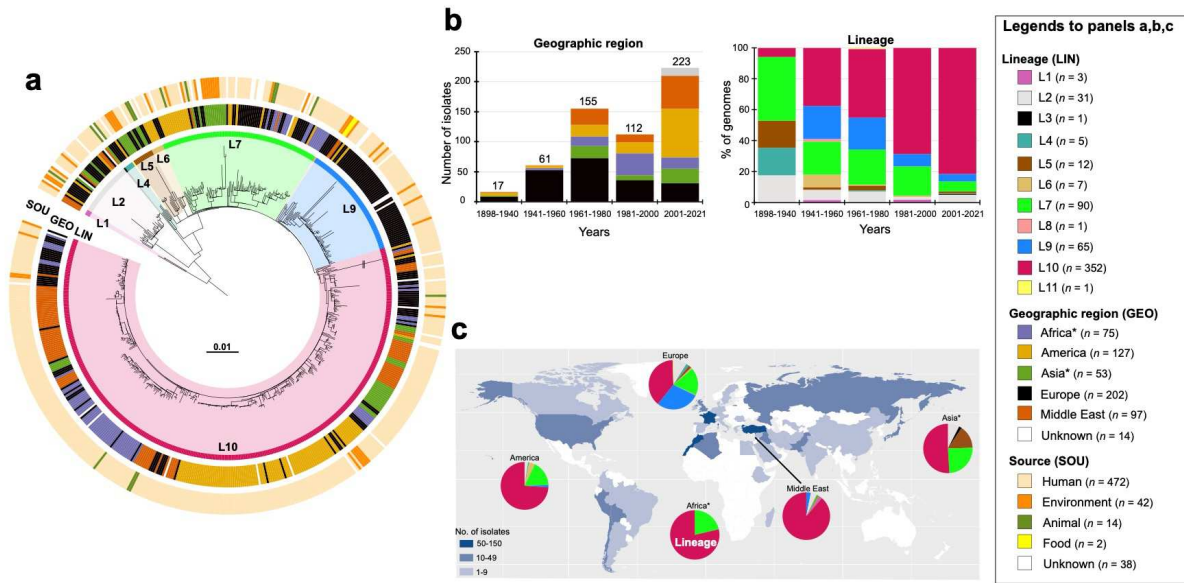 a
SOU GEO LIN
L1
L2
L4
L5
L6
L7
L9
L10
0.01
b
Geographic region
Number of isolates
250
200
150
100
50
0
17
61
155
112
223
1898-1940
1941-1960
1961-1980
1981-2000
2001-2021
Years
Lineage
% of genomes
100
80
60
40
20
0
1898-1940
1941-1960
1961-1980
1981-2000
2001-2021
Years
c
Europe
America
Africa*
Lineage
Middle East
Asia*
No. of isolates
50-150
10-49
1-9
Legends to panels a,b,c
Lineage (LIN)
L1 (n = 3)
L2 (n = 31)
L3 (n = 1)
L4 (n = 5)
L5 (n = 12)
L6 (n = 7)
L7 (n = 90)
L8 (n = 1)
L9 (n = 65)
L10 (n = 352)
L11 (n = 1)
Geographic region (GEO)
Africa* (n = 75)
America (n = 127)
Asia* (n = 53)
Europe (n = 202)
Middle East (n = 97)
Unknown (n = 14)
Source (SOU)
Human (n = 472)
Environment (n = 42)
Animal (n = 14)
Food (n = 2)
Unknown (n = 38)